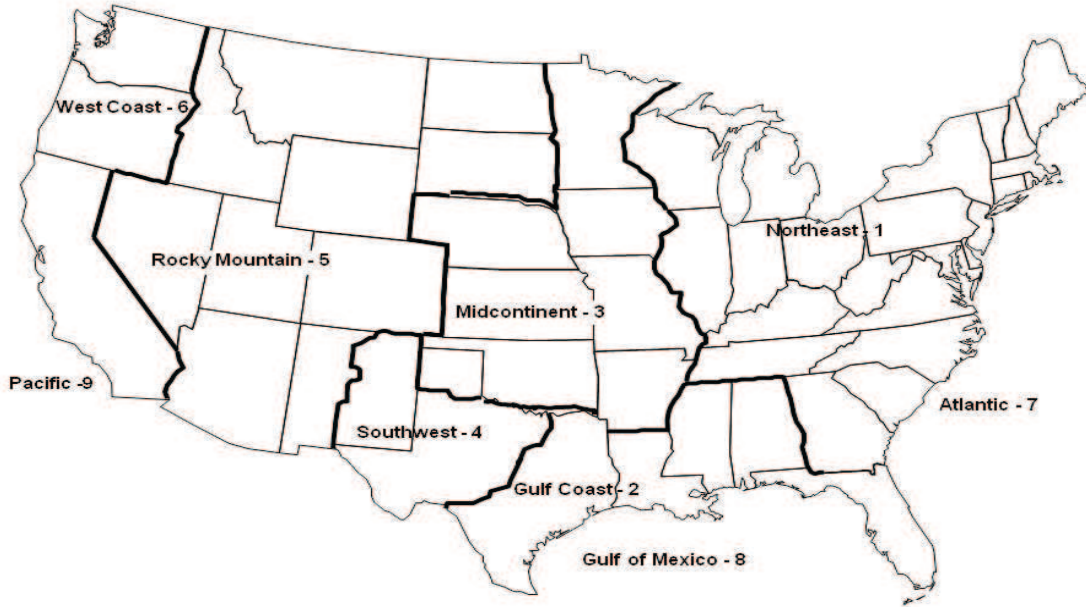 West Coast - 6
Northeast - 1
Rocky Mountain - 5
Midcontinent - 3
Pacific -9
Atlantic - 7
Southwest - 4
Gulf Coast - 2
Gulf of Mexico - 8